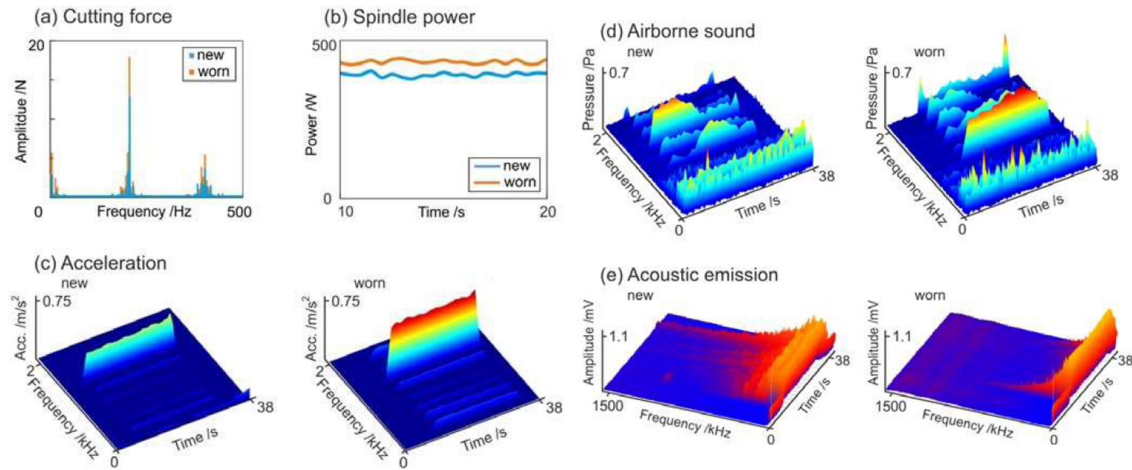 (a) Cutting force
20
Amplitdue /N
new
worn
0
Frequency /Hz
500
(b) Spindle power
500
Power /W
new
worn
0
10
Time /s
20
(c) Acceleration
new
0.75
Acc. /m/s²
2
Frequency /kHz
0
Time /s
38
worn
0.75
Acc. /m/s²
2
Frequency /kHz
0
Time /s
38
(d) Airborne sound
new
0.7
Pressure /Pa
2
Frequency /kHz
0
Time /s
38
worn
0.7
Pressure /Pa
2
Frequency /kHz
0
Time /s
38
(e) Acoustic emission
new
1.1
Amplitude /mV
1500
Frequency /kHz
0
Time /s
38
worn
1.1
Amplitude /mV
1500
Frequency /kHz
0
Time /s
38